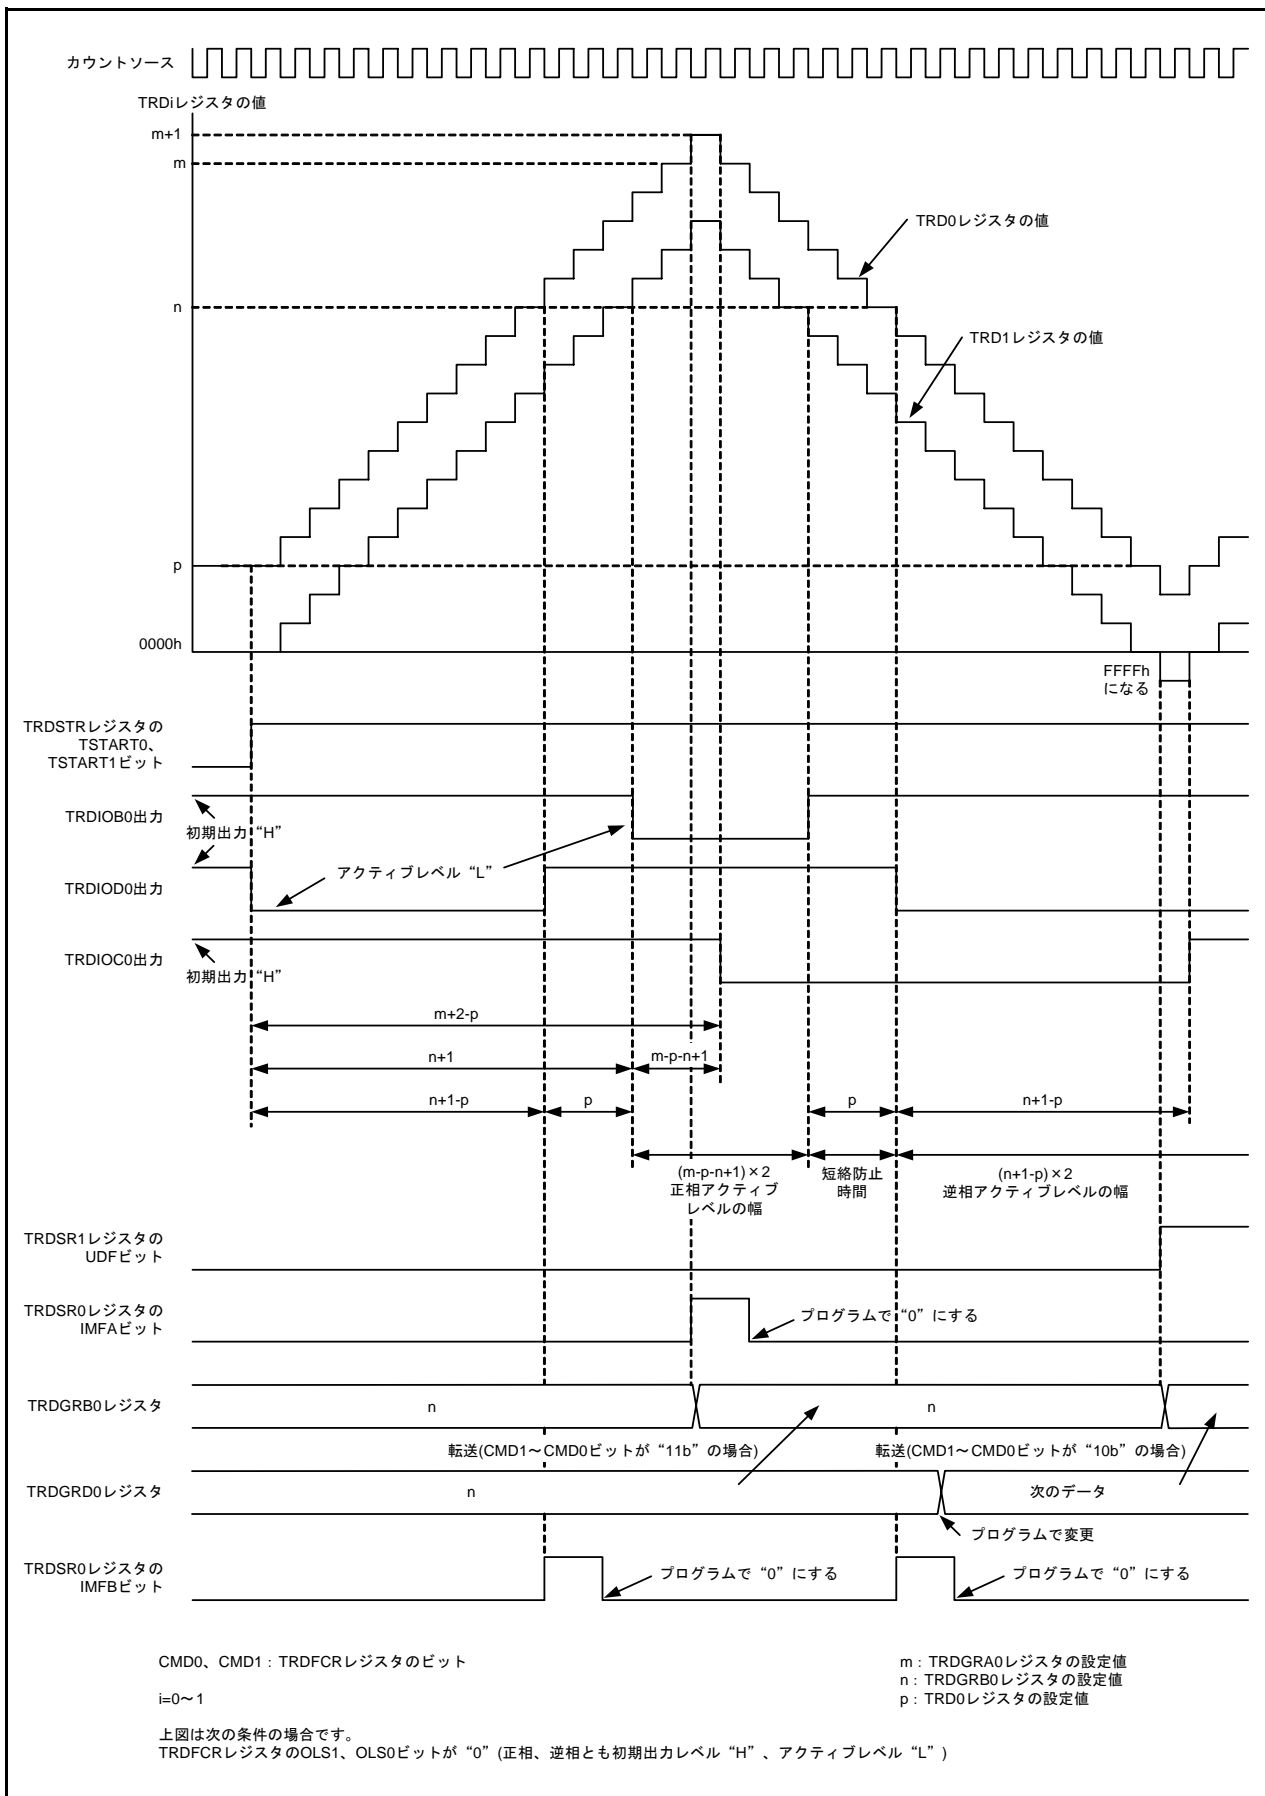 カウントソース
TRDiレジスタの値
m+1
m
TRD0レジスタの値
n
TRD1レジスタの値
p
0000h
FFFFh
になる
TRDSTRレジスタの
TSTART0、
TSTART1ビット
TRDIOB0出力
初期出力“H”
アクティブレベル“L”
TRDIOD0出力
TRDIOC0出力
初期出力“H”
m+2-p
n+1
m-p-n+1
n+1-p
p
p
n+1-p
(m-p-n+1)×2
正相アクティブ
レベルの幅
短絡防止
時間
(n+1-p)×2
逆相アクティブレベルの幅
TRDSR1レジスタの
UDFビット
TRDSR0レジスタの
IMFAビット
プログラムで“0”にする
TRDGRB0レジスタ
n
n
転送(CMD1～CMD0ビットが“11b”の場合)
転送(CMD1～CMD0ビットが“10b”の場合)
TRDGRD0レジスタ
n
次のデータ
プログラムで変更
TRDSR0レジスタの
IMFBビット
プログラムで“0”にする
プログラムで“0”にする
CMD0、CMD1：TRDFCRレジスタのビット
i=0～1
m：TRDGRA0レジスタの設定値
n：TRDGRB0レジスタの設定値
p：TRD0レジスタの設定値
上図は次の条件の場合です。
TRDFCRレジスタのOLS1、OLS0ビットが“0”(正相、逆相とも初期出力レベル“H”、アクティブレベル“L”)